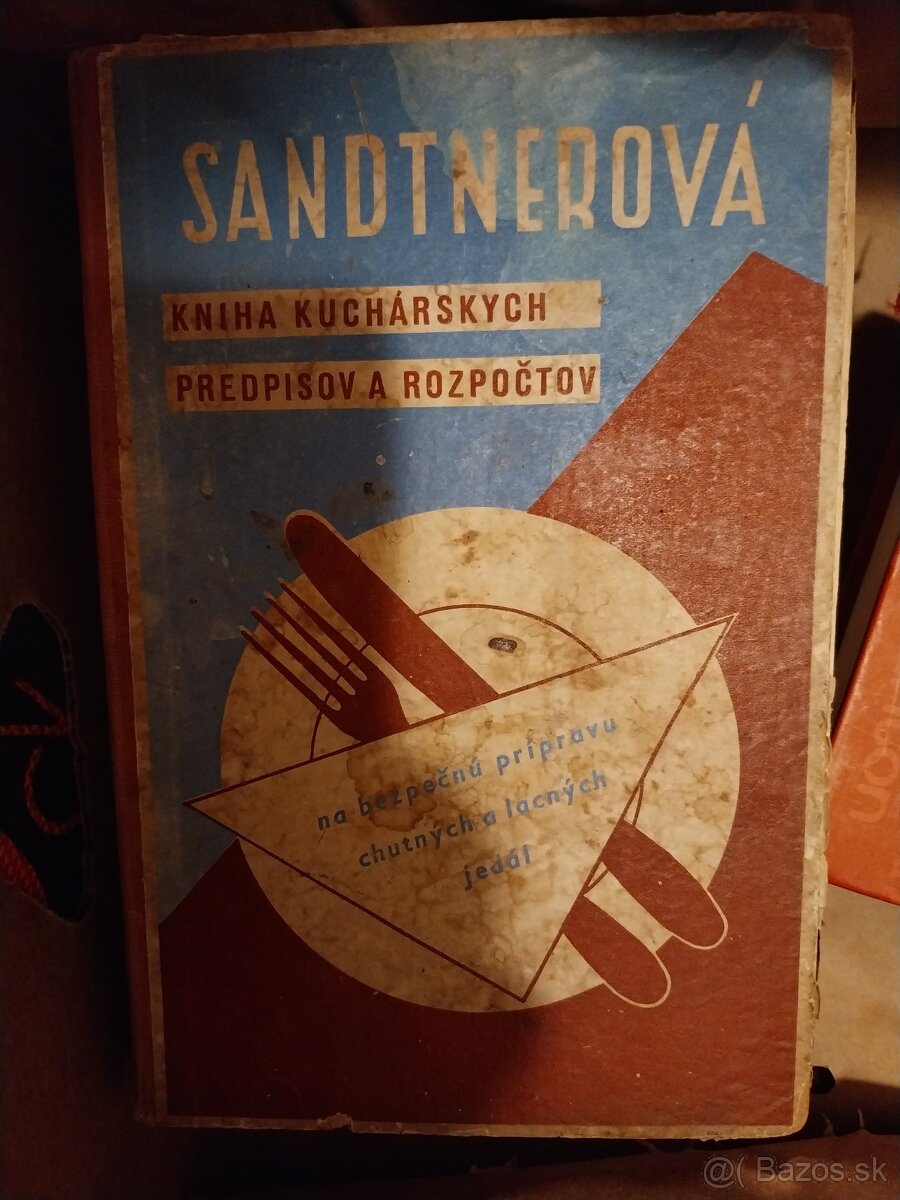 SANDTNEROVÁ
KNIHA KUCHÁRSKYCH
PREDPISOV A ROZPOČTOV
na bezpečnú prípravu
chutných a lacných
jedál
@( Bazos.sk